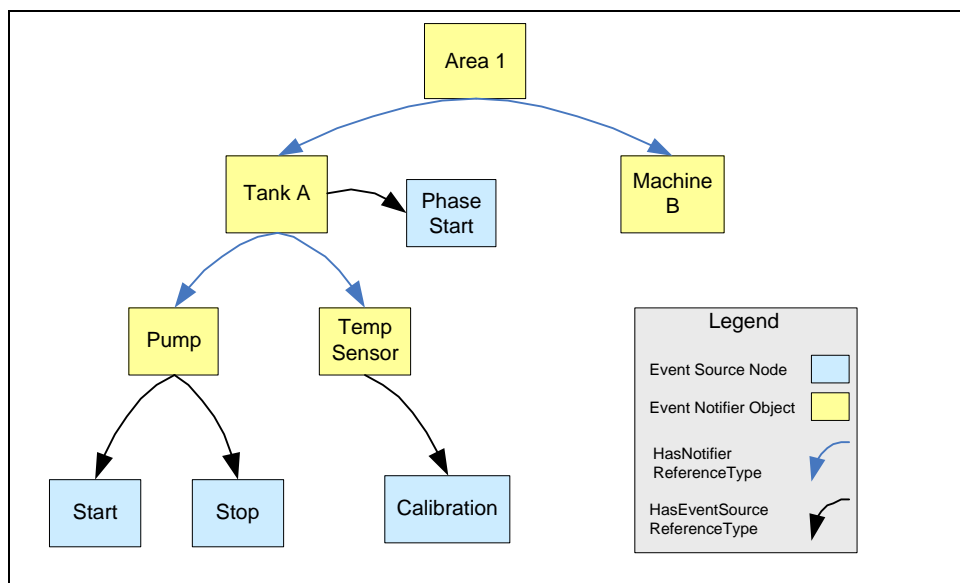 Area 1
Tank A
Phase
Start
Machine
B
Pump
Temp
Sensor
Start
Stop
Calibration
Legend
Event Source Node
Event Notifier Object
HasNotifier
ReferenceType
HasEventSource
ReferenceType